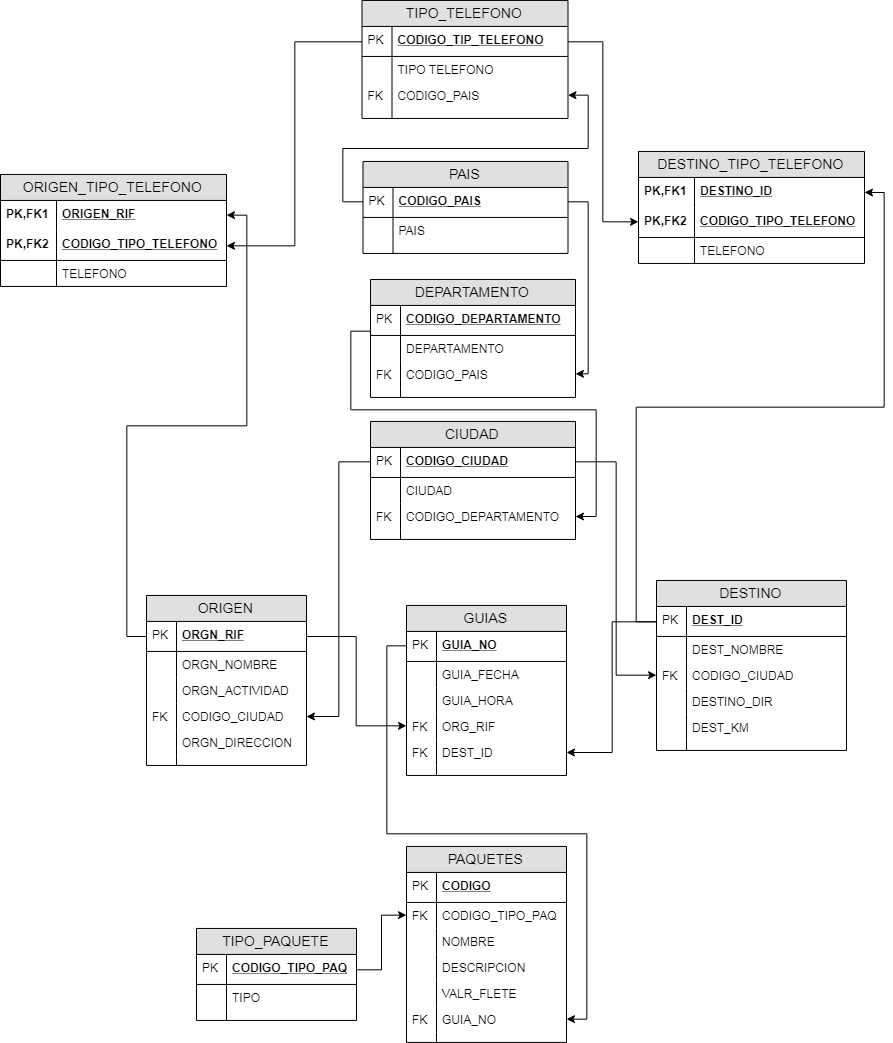 TIPO_TELEFONO
PK CODIGO_TIP_TELEFONO
TIPO TELEFONO
FK CODIGO_PAIS
PAIS
PK CODIGO_PAIS
PAIS
ORIGEN_TIPO_TELEFONO
PK,FK1 ORIGEN_RIF
PK,FK2 CODIGO_TIPO_TELEFONO
TELEFONO
DESTINO_TIPO_TELEFONO
PK,FK1 DESTINO_ID
PK,FK2 CODIGO_TIPO_TELEFONO
TELEFONO
DEPARTAMENTO
PK CODIGO_DEPARTAMENTO
DEPARTAMENTO
FK CODIGO_PAIS
CIUDAD
PK CODIGO_CIUDAD
CIUDAD
FK CODIGO_DEPARTAMENTO
ORIGEN
PK ORGN_RIF
ORGN_NOMBRE
ORGN_ACTIVIDAD
FK CODIGO_CIUDAD
ORGN_DIRECCION
GUIAS
PK GUIA_NO
GUIA_FECHA
GUIA_HORA
FK ORG_RIF
FK DEST_ID
DESTINO
PK DEST_ID
DEST_NOMBRE
FK CODIGO_CIUDAD
DESTINO_DIR
DEST_KM
PAQUETES
PK CODIGO
FK CODIGO_TIPO_PAQ
NOMBRE
DESCRIPCION
VALR_FLETE
FK GUIA_NO
TIPO_PAQUETE
PK CODIGO_TIPO_PAQ
TIPO